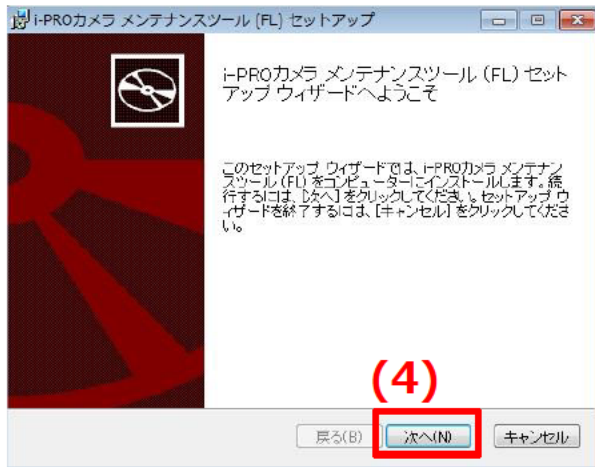 i-PROカメラ メンテナンスツール (FL) セットアップ
i-PROカメラ メンテナンスツール (FL) セット
アップ ウィザードへようこそ
このセットアップ ウィザードでは、i-PROカメラ メンテナン
スツール (FL) をコンピューターにインストールします。続
行するには、[次へ] をクリックしてください。セットアップ ウ
ィザードを終了するには、[キャンセル] をクリックしてくださ
い。
(4)
戻る(B)
次へ(N)
キャンセル